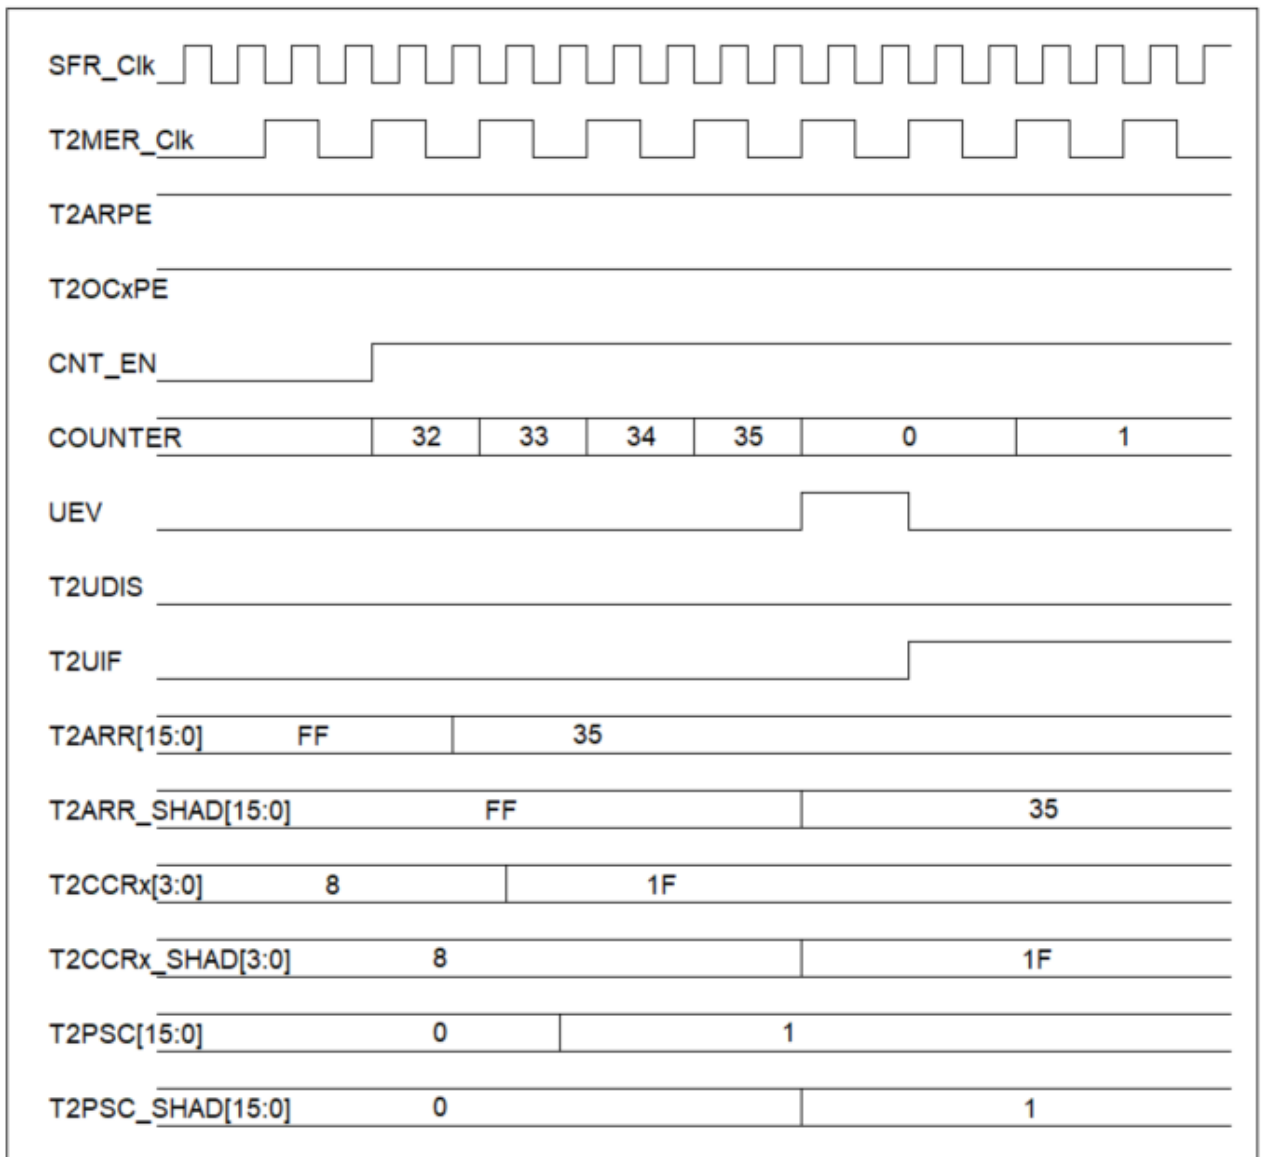 SFR_Clk
T2MER_Clk
T2ARPE
T2OCxPE
CNT_EN
COUNTER 32 33 34 35 0 1
UEV
T2UDIS
T2UIF
T2ARR[15:0] FF 35
T2ARR_SHAD[15:0] FF 35
T2CCRx[3:0] 8 1F
T2CCRx_SHAD[3:0] 8 1F
T2PSC[15:0] 0 1
T2PSC_SHAD[15:0] 0 1